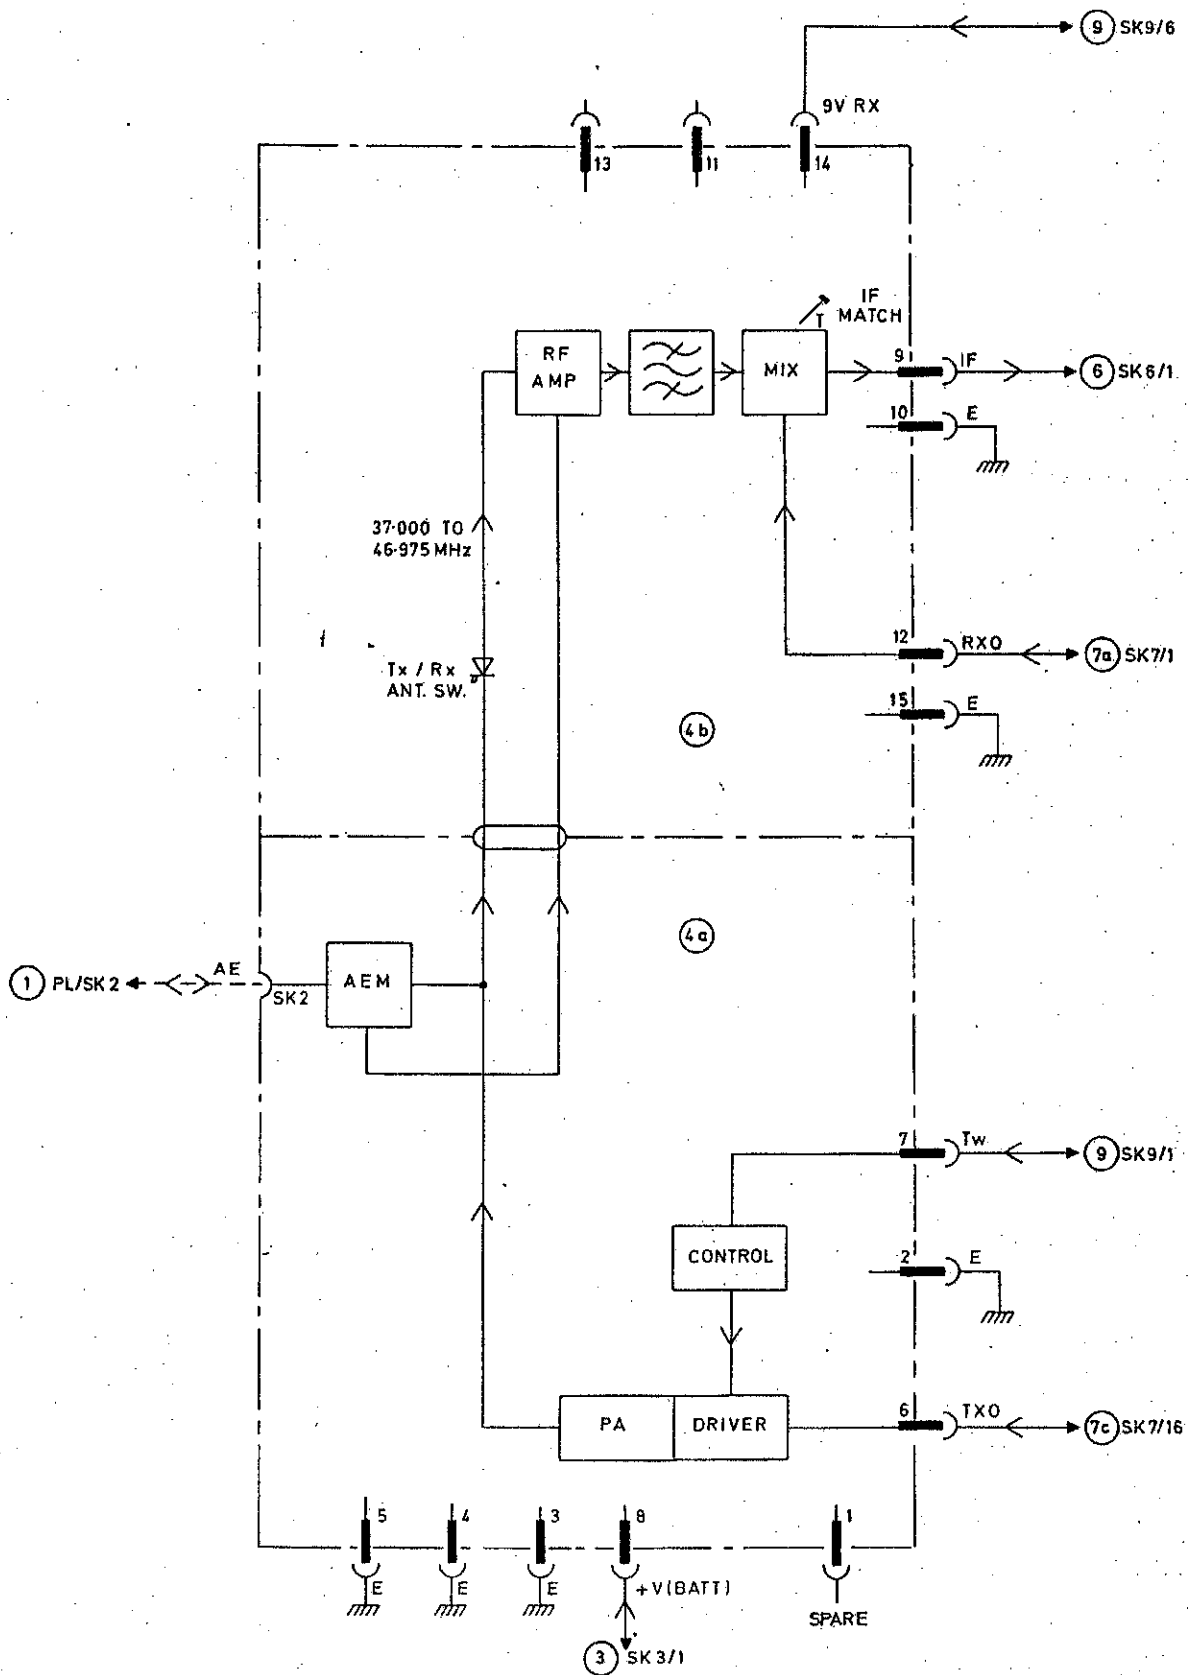 9 SK9/6
9V RX
13
11
14
IF
MATCH
RF
AMP
MIX
9
IF
6 SK6/1
10
E
37·000 TO
46·975 MHz
12
RXO
7a SK7/1
Tx / Rx
ANT. SW.
15
E
4b
4a
1 PL/SK2
AE
SK2
AEM
7
Tw
9 SK9/1
CONTROL
2
E
PA
DRIVER
6
TXO
7c SK7/16
5
4
3
8
1
E
E
E
+V(BATT)
SPARE
3 SK3/1